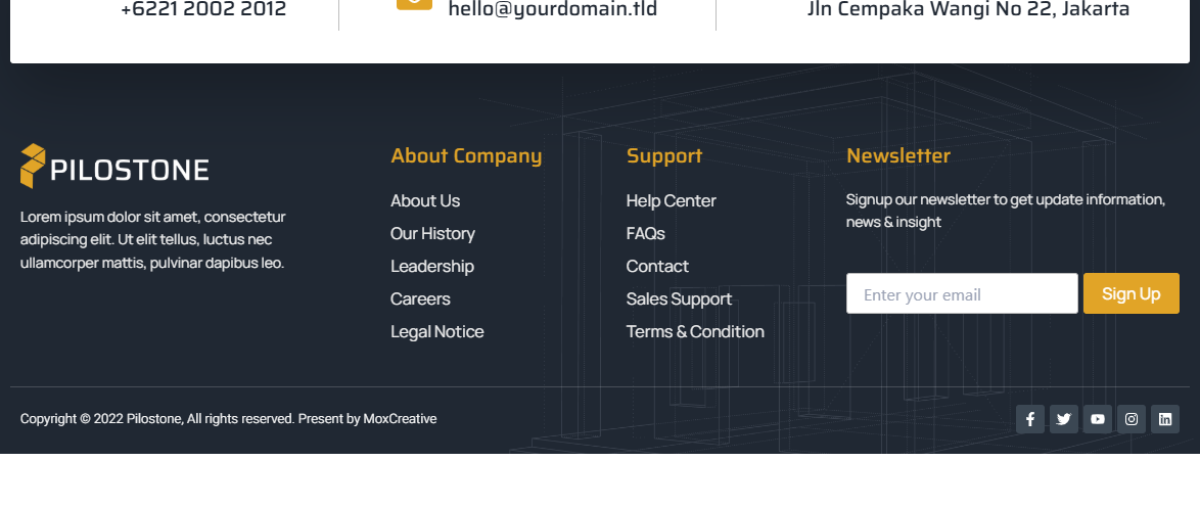 +6221 2002 2012
hello@yourdomain.tld
Jln Cempaka Wangi No 22, Jakarta
PILOSTONE
Lorem ipsum dolor sit amet, consectetur
adipiscing elit. Ut elit tellus, luctus nec
ullamcorper mattis, pulvinar dapibus leo.
About Company
About Us
Our History
Leadership
Careers
Legal Notice
Support
Help Center
FAQs
Contact
Sales Support
Terms & Condition
Newsletter
Signup our newsletter to get update information,
news & insight
Enter your email
Sign Up
Copyright © 2022 Pilostone, All rights reserved. Present by MoxCreative